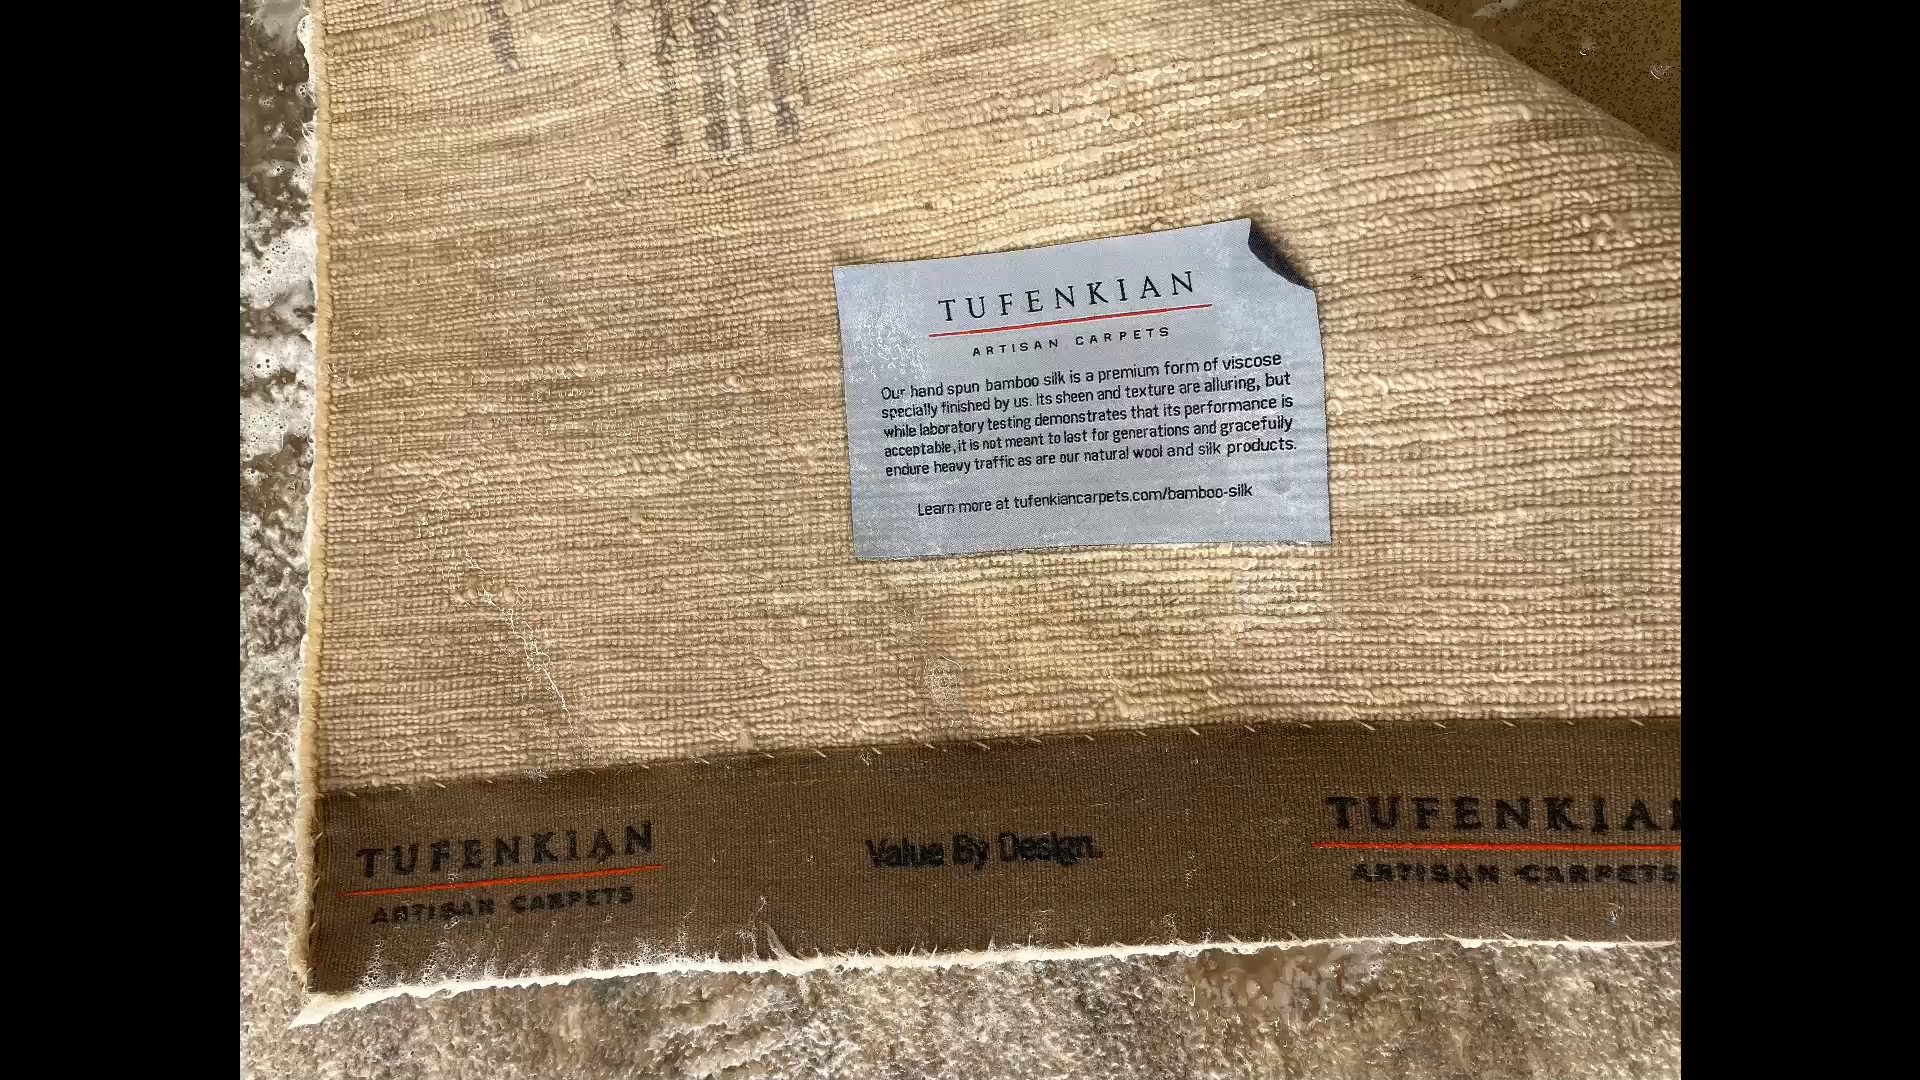 TUFENKIAN
ARTISAN CARPETS
Our hand spun bamboo silk is a premium form of viscose
specially finished by us. Its sheen and texture are alluring, but
while laboratory testing demonstrates that its performance is
acceptable, it is not meant to last for generations and gracefully
endure heavy traffic as are our natural wool and silk products.
Learn more at tufenkiancarpets.com/bamboo-silk
TUFENKIAN
ARTISAN CARPETS
Value By Design.
TUFENKIA
ARTISAN CARPETS